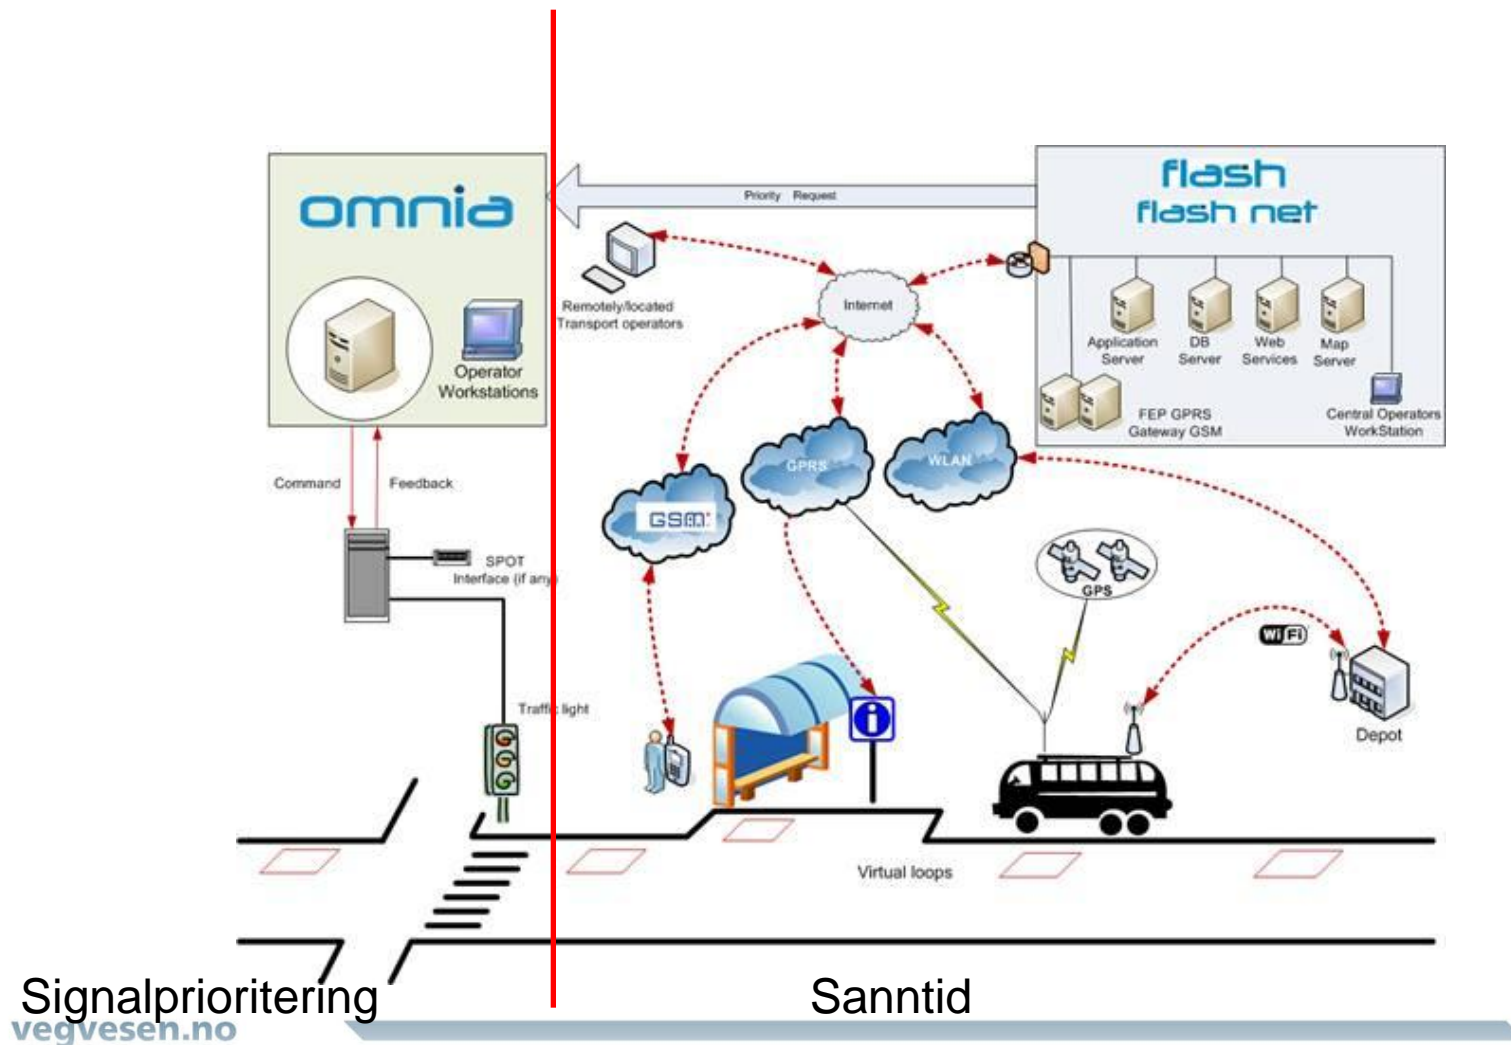 omnia
Operator
Workstations
Command
Feedback
SPOT
Interface (if any)
Traffic light
Priority Request
Remotely/located
Transport operators
Internet
flash
flash net
Application
Server
DB
Server
Web
Services
Map
Server
FEP GPRS
Gateway GSM
Central Operators
WorkStation
GSM
GPRS
WLAN
GPS
WiFi
Depot
i
Virtual loops
Signalprioritering
Sanntid
vegvesen.no